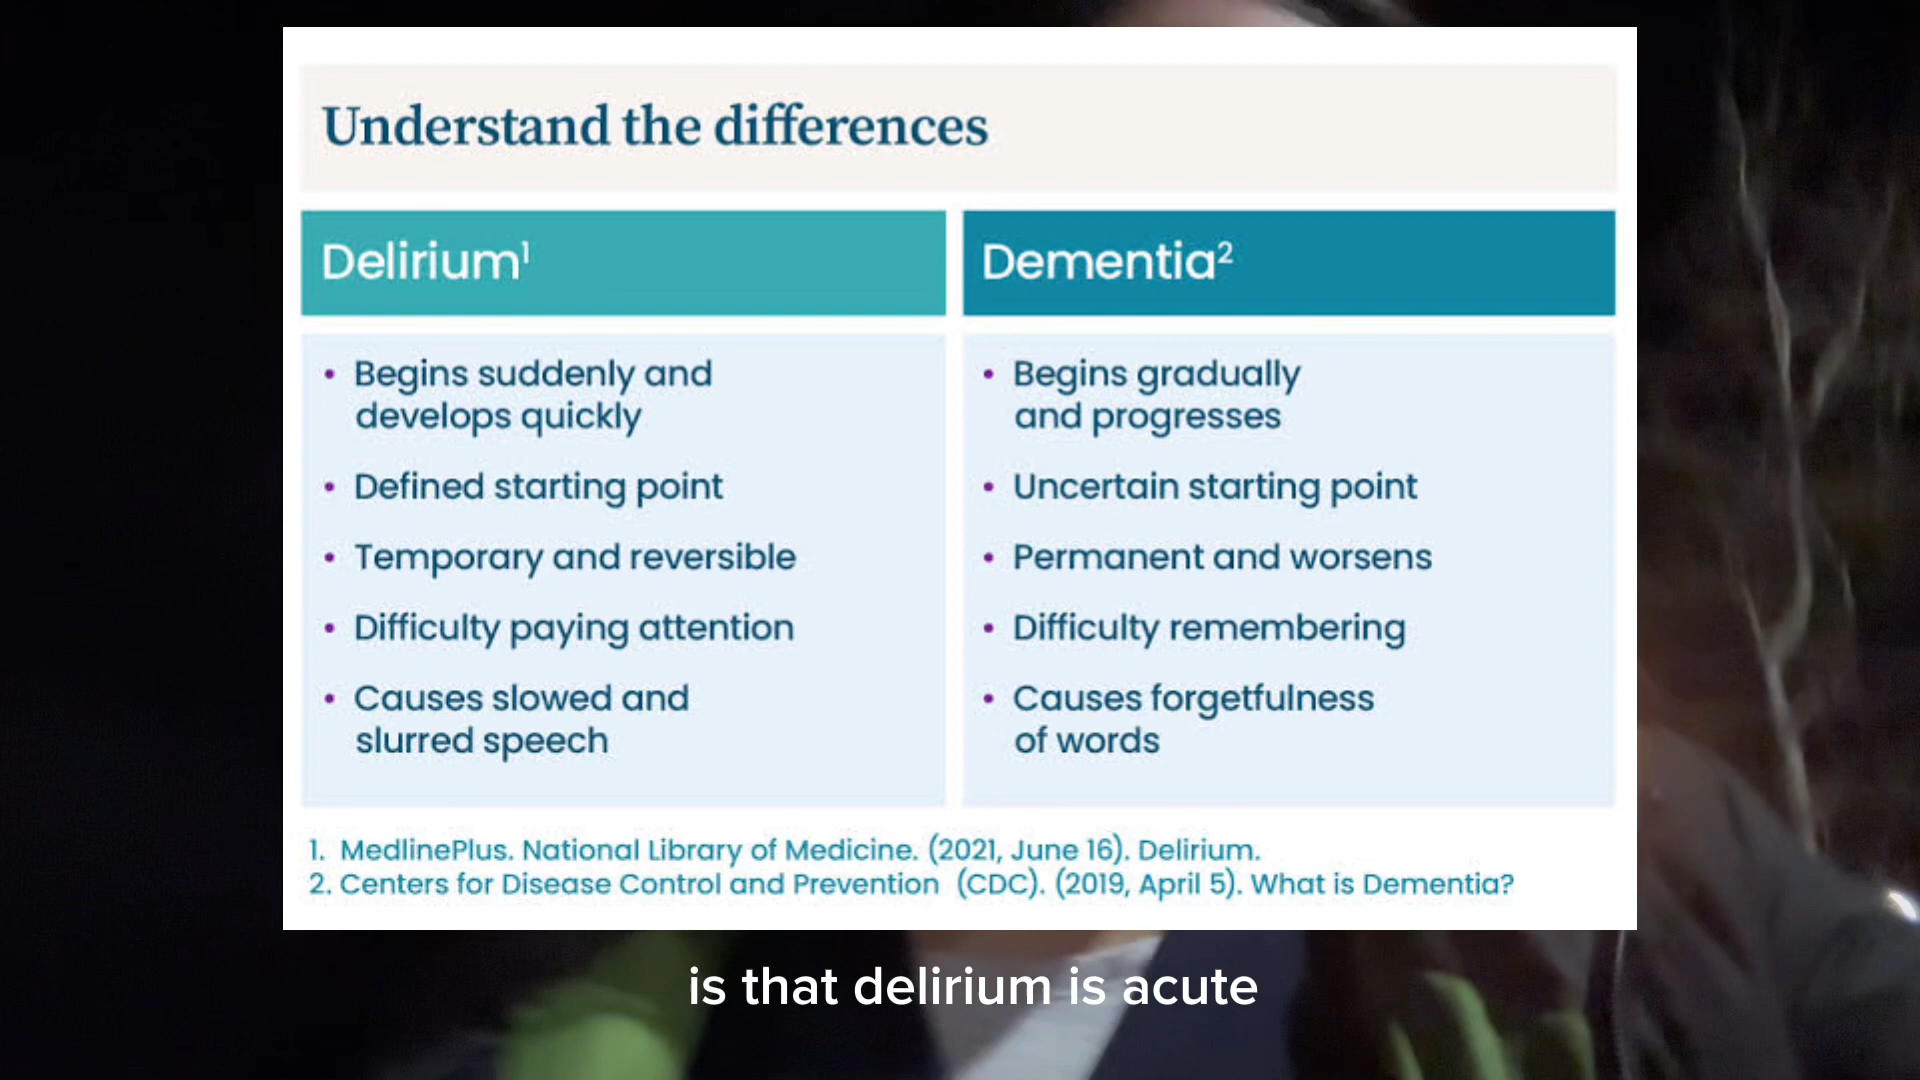 Understand the differences
Delirium¹
Dementia²
• Begins suddenly and
develops quickly
• Defined starting point
• Temporary and reversible
• Difficulty paying attention
• Causes slowed and
slurred speech
• Begins gradually
and progresses
• Uncertain starting point
• Permanent and worsens
• Difficulty remembering
• Causes forgetfulness
of words
1. MedlinePlus. National Library of Medicine. (2021, June 16). Delirium.
2. Centers for Disease Control and Prevention (CDC). (2019, April 5). What is Dementia?
is that delirium is acute